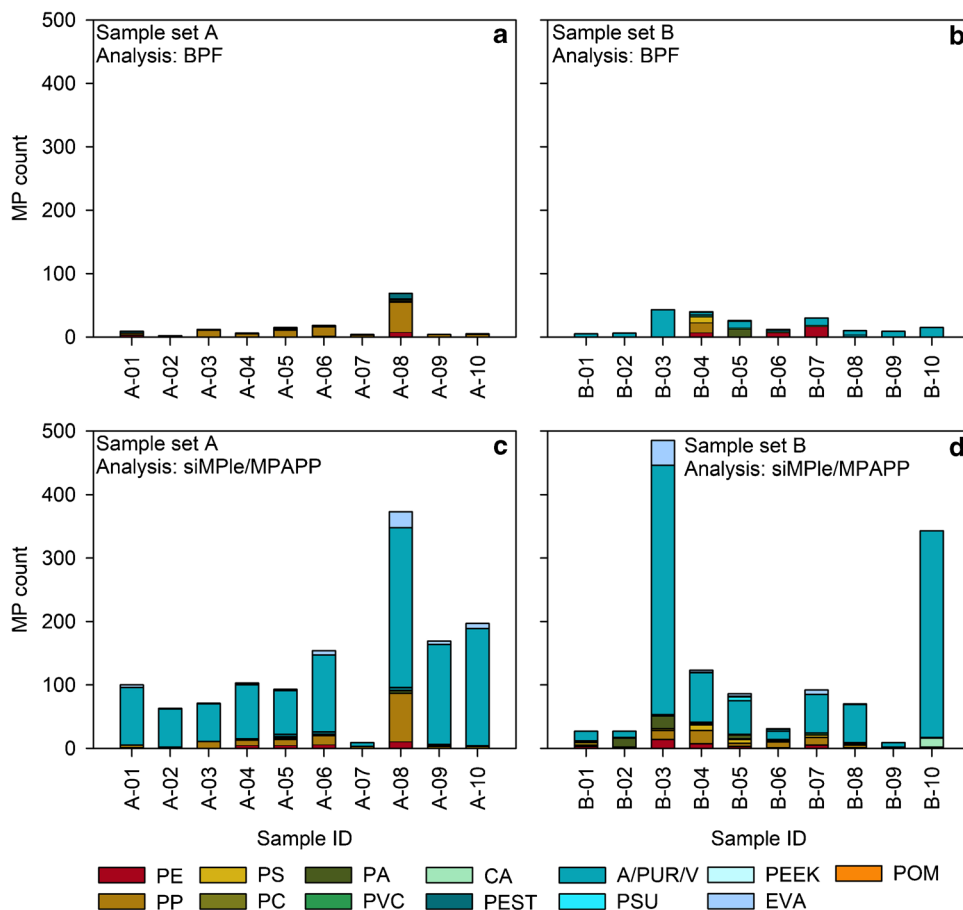 500
400
300
200
100
0
MP count
Sample set A
Analysis: BPF
a
A-01
A-02
A-03
A-04
A-05
A-06
A-07
A-08
A-09
A-10
Sample set B
Analysis: BPF
b
B-01
B-02
B-03
B-04
B-05
B-06
B-07
B-08
B-09
B-10
500
400
300
200
100
0
MP count
Sample set A
Analysis: siMPle/MPAPP
c
A-01
A-02
A-03
A-04
A-05
A-06
A-07
A-08
A-09
A-10
Sample ID
Sample set B
Analysis: siMPle/MPAPP
d
B-01
B-02
B-03
B-04
B-05
B-06
B-07
B-08
B-09
B-10
Sample ID
PE PS PA CA A/PUR/V PEEK POM
PP PC PVC PEST PSU EVA